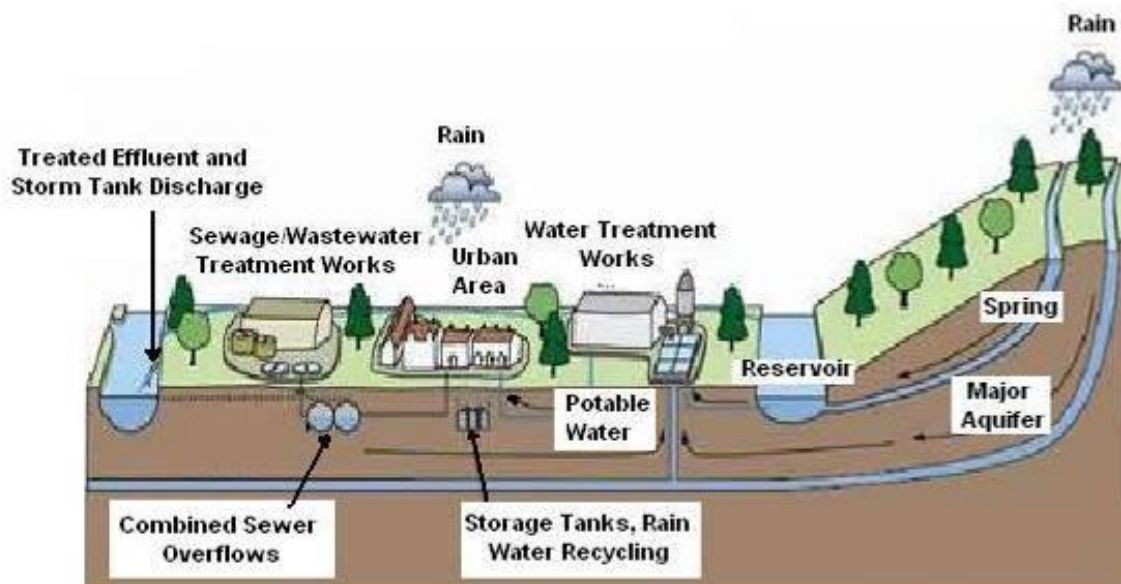 Rain
Rain
Treated Effluent and
Storm Tank Discharge
Sewage/Wastewater
Treatment Works
Urban
Area
Water Treatment
Works
Spring
Reservoir
Major
Aquifer
Potable
Water
Combined Sewer
Overflows
Storage Tanks, Rain
Water Recycling